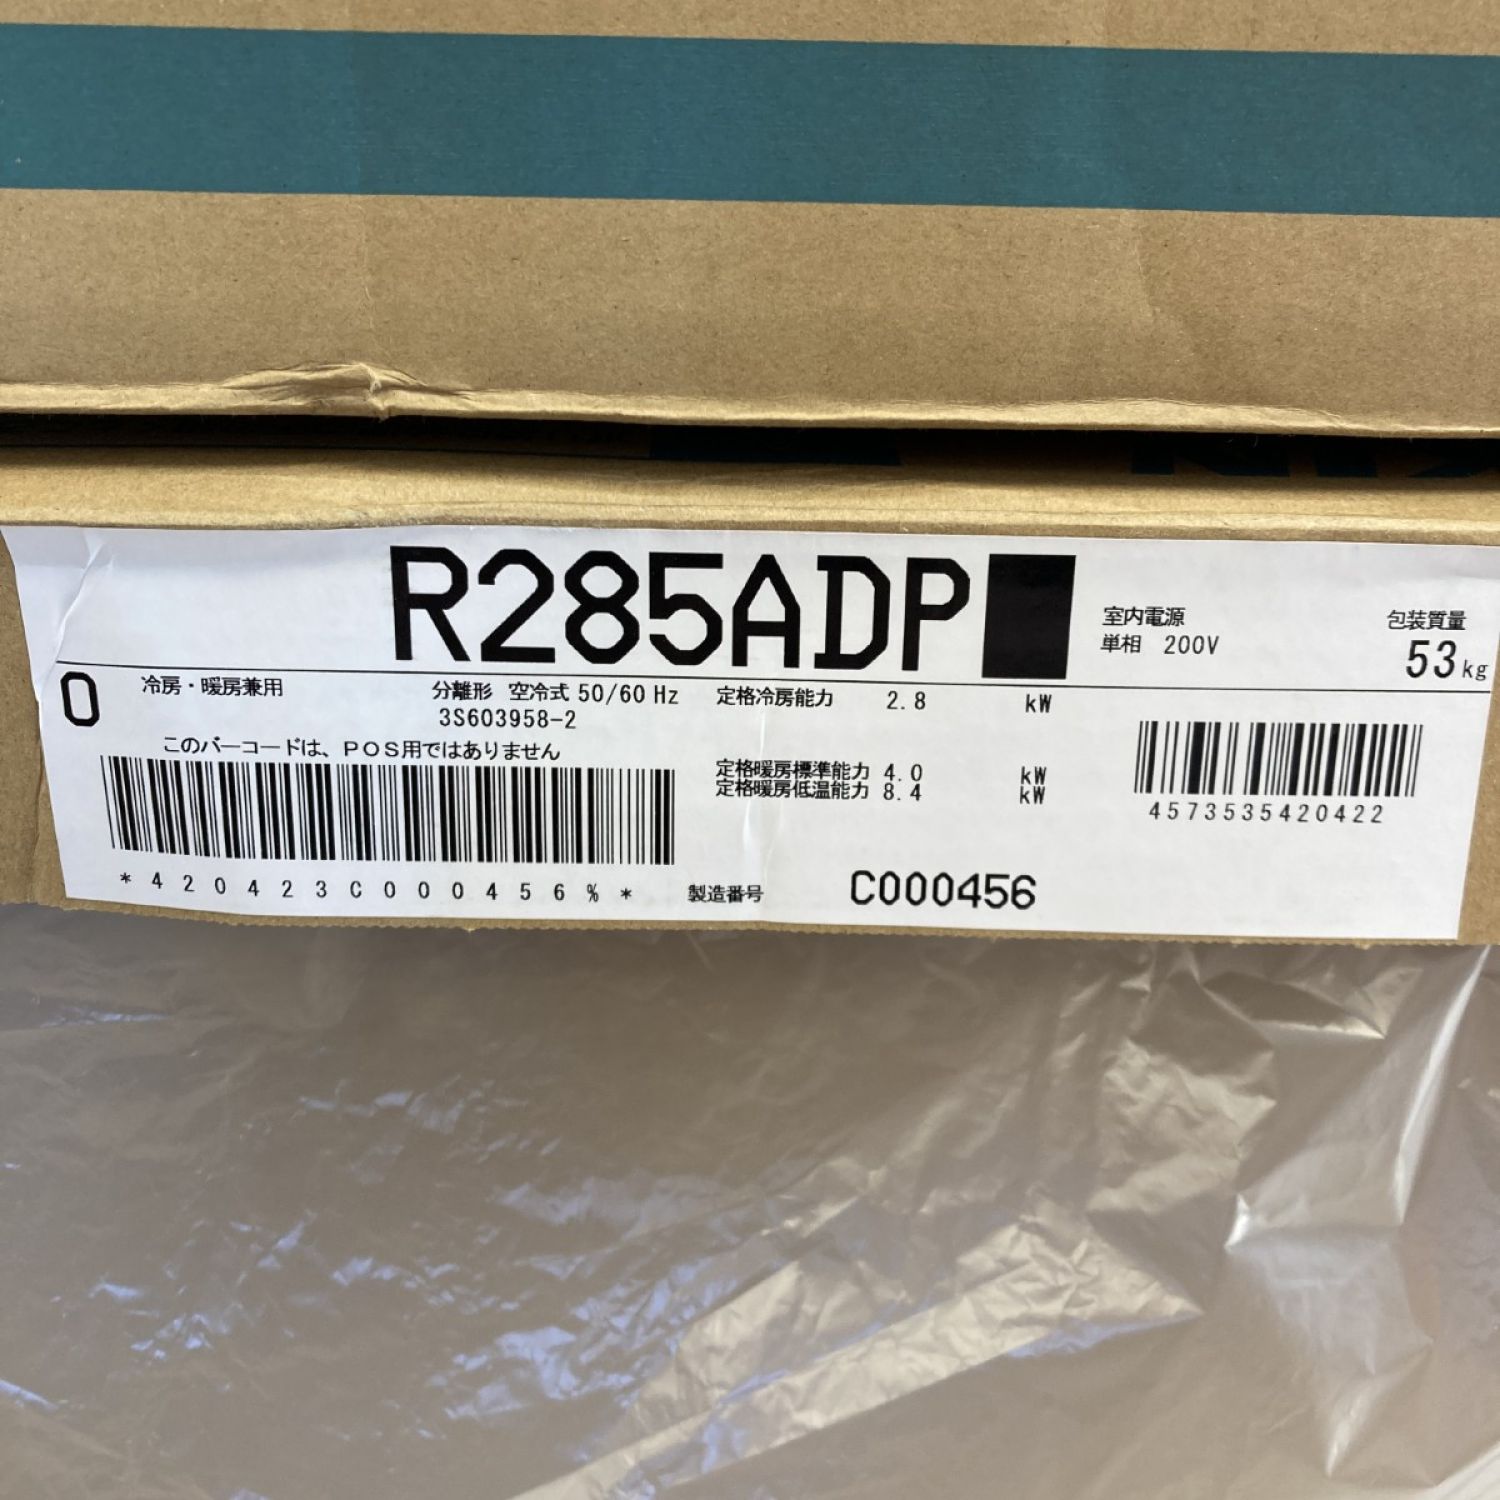 R285ADP
室内電源
単相 200V
包装質量
53kg
0
冷房・暖房兼用
分離形 空冷式 50/60 Hz
3S603958-2
定格冷房能力 2.8 kW
このバーコードは、POS用ではありません
定格暖房標準能力 4.0 kW
定格暖房低温能力 8.4 kW
4573535420422
*420423C000456%*
製造番号 C000456